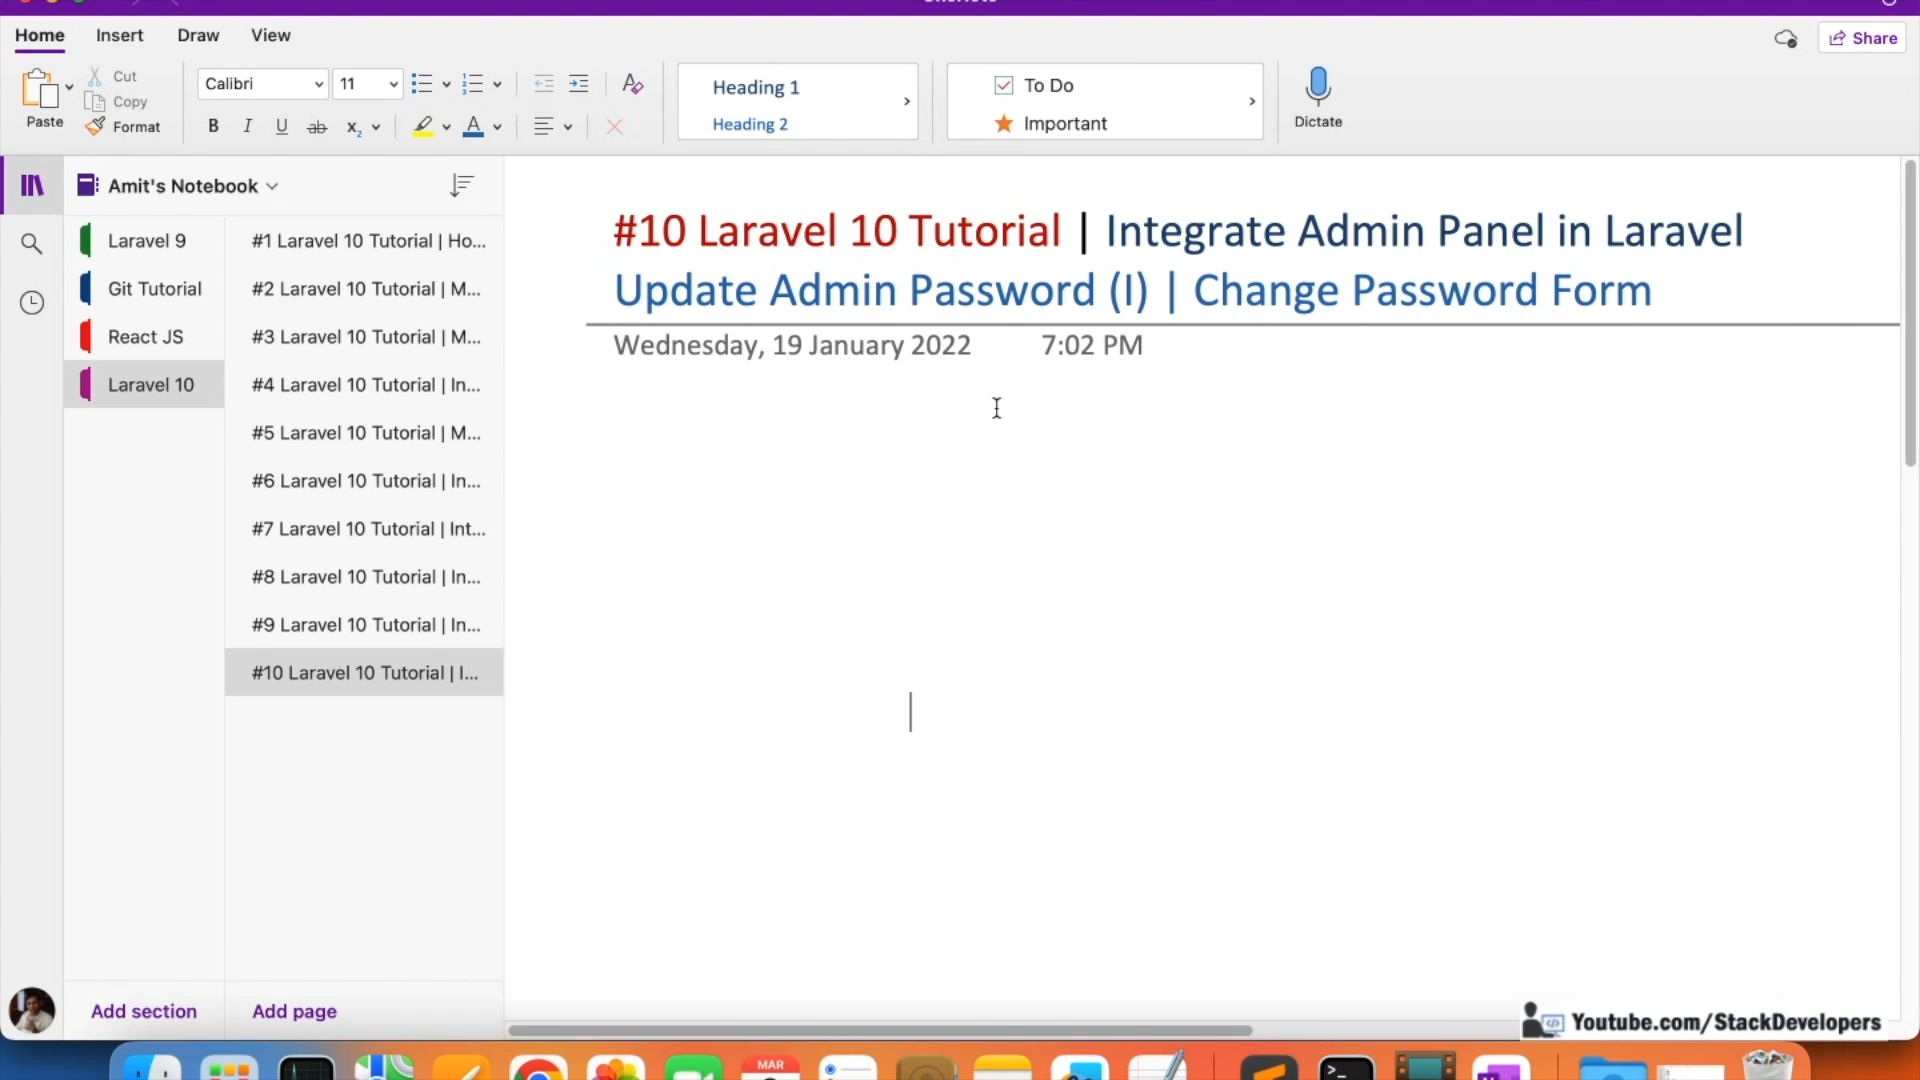 Home Insert Draw View
Share
Paste
Cut
Copy
Format
Calibri 11
B I U ab x₂ A
Heading 1
Heading 2
To Do
Important
Dictate
Amit's Notebook
Laravel 9
Git Tutorial
React JS
Laravel 10
#1 Laravel 10 Tutorial | Ho...
#2 Laravel 10 Tutorial | M...
#3 Laravel 10 Tutorial | M...
#4 Laravel 10 Tutorial | In...
#5 Laravel 10 Tutorial | M...
#6 Laravel 10 Tutorial | In...
#7 Laravel 10 Tutorial | Int...
#8 Laravel 10 Tutorial | In...
#9 Laravel 10 Tutorial | In...
#10 Laravel 10 Tutorial | I...
Add section
Add page
#10 Laravel 10 Tutorial | Integrate Admin Panel in Laravel
Update Admin Password (I) | Change Password Form
Wednesday, 19 January 2022 7:02 PM
Youtube.com/StackDevelopers
MAR